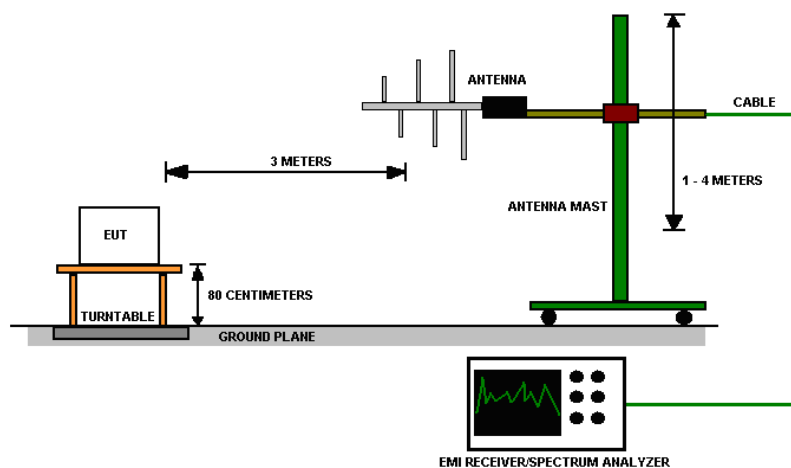 ANTENNA
CABLE
3 METERS
1 - 4 METERS
ANTENNA MAST
EUT
80 CENTIMETERS
TURNTABLE
GROUND PLANE
EMI RECEIVER/SPECTRUM ANALYZER